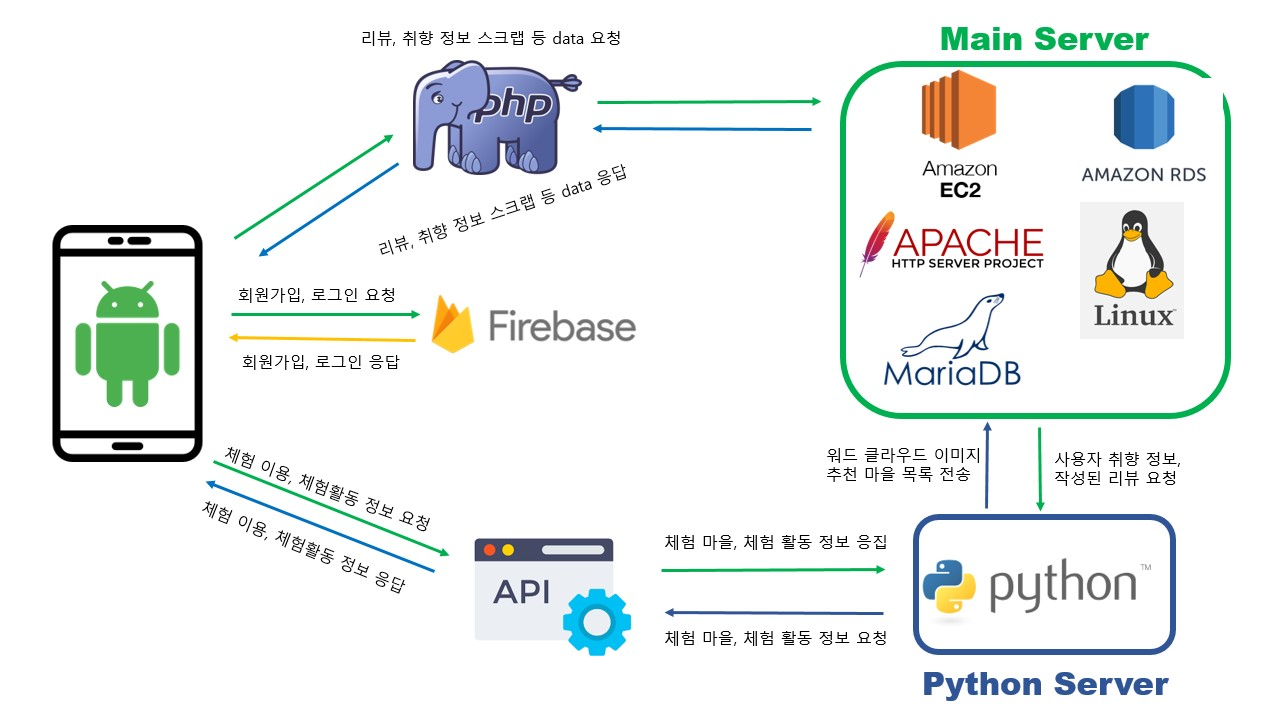 리뷰, 취향 정보 스크랩 등 data 요청
Main Server
php
Amazon
EC2
AMAZON RDS
리뷰, 취향 정보 스크랩 등 data 응답
APACHE
HTTP SERVER PROJECT
Linux
MariaDB
회원가입, 로그인 요청
Firebase
회원가입, 로그인 응답
워드 클라우드 이미지
추천 마을 목록 전송
사용자 취향 정보,
작성된 리뷰 요청
체험 이용, 체험활동 정보 요청
체험 이용, 체험활동 정보 응답
API
체험 마을, 체험 활동 정보 응집
python™
체험 마을, 체험 활동 정보 요청
Python Server